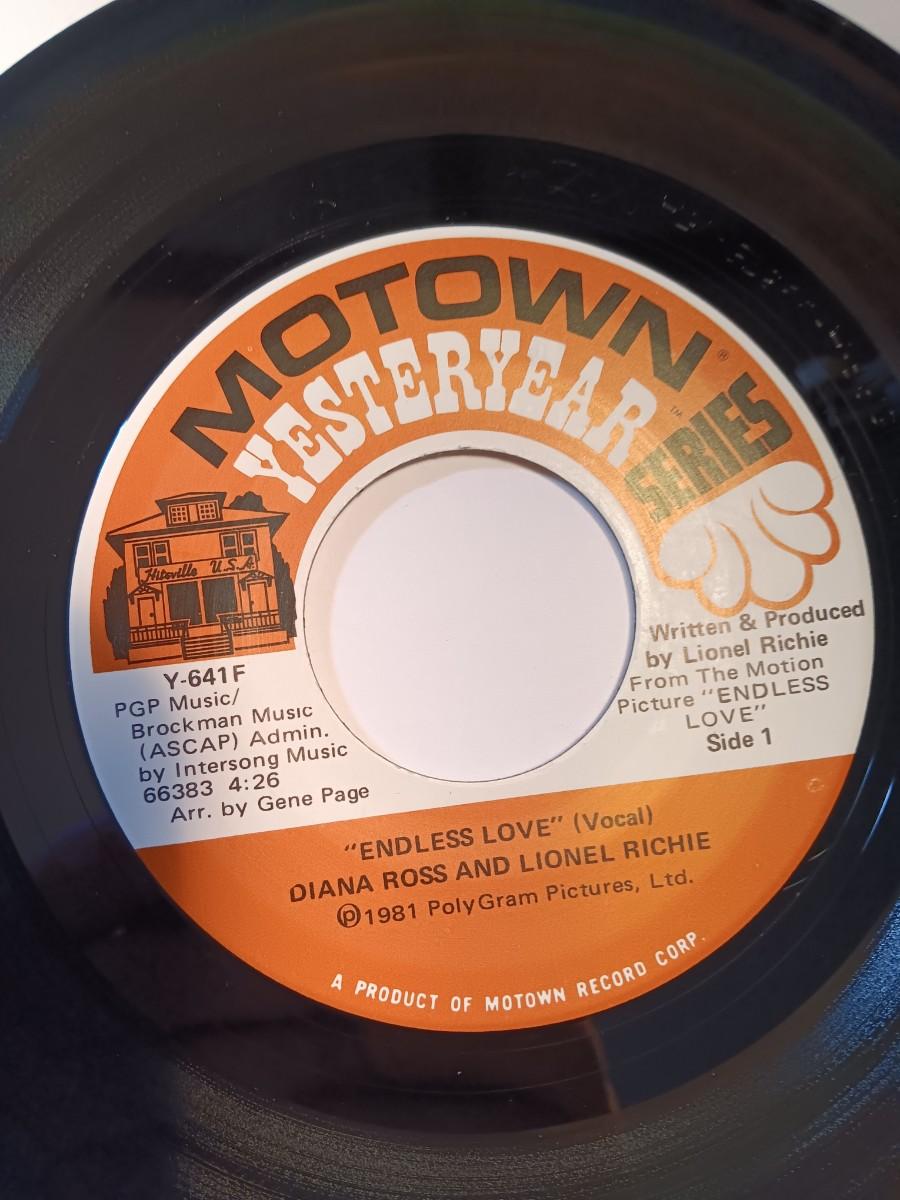 MOTOWN®
YESTERYEAR™
SERIES
Hitsville U.S.A.
Y-641F
PGP Music/
Brockman Music
(ASCAP) Admin.
by Intersong Music
66383 4:26
Arr. by Gene Page
Written & Produced
by Lionel Richie
From The Motion
Picture "ENDLESS
LOVE"
Side 1
"ENDLESS LOVE" (Vocal)
DIANA ROSS AND LIONEL RICHIE
℗1981 PolyGram Pictures, Ltd.
A PRODUCT OF MOTOWN RECORD CORP.